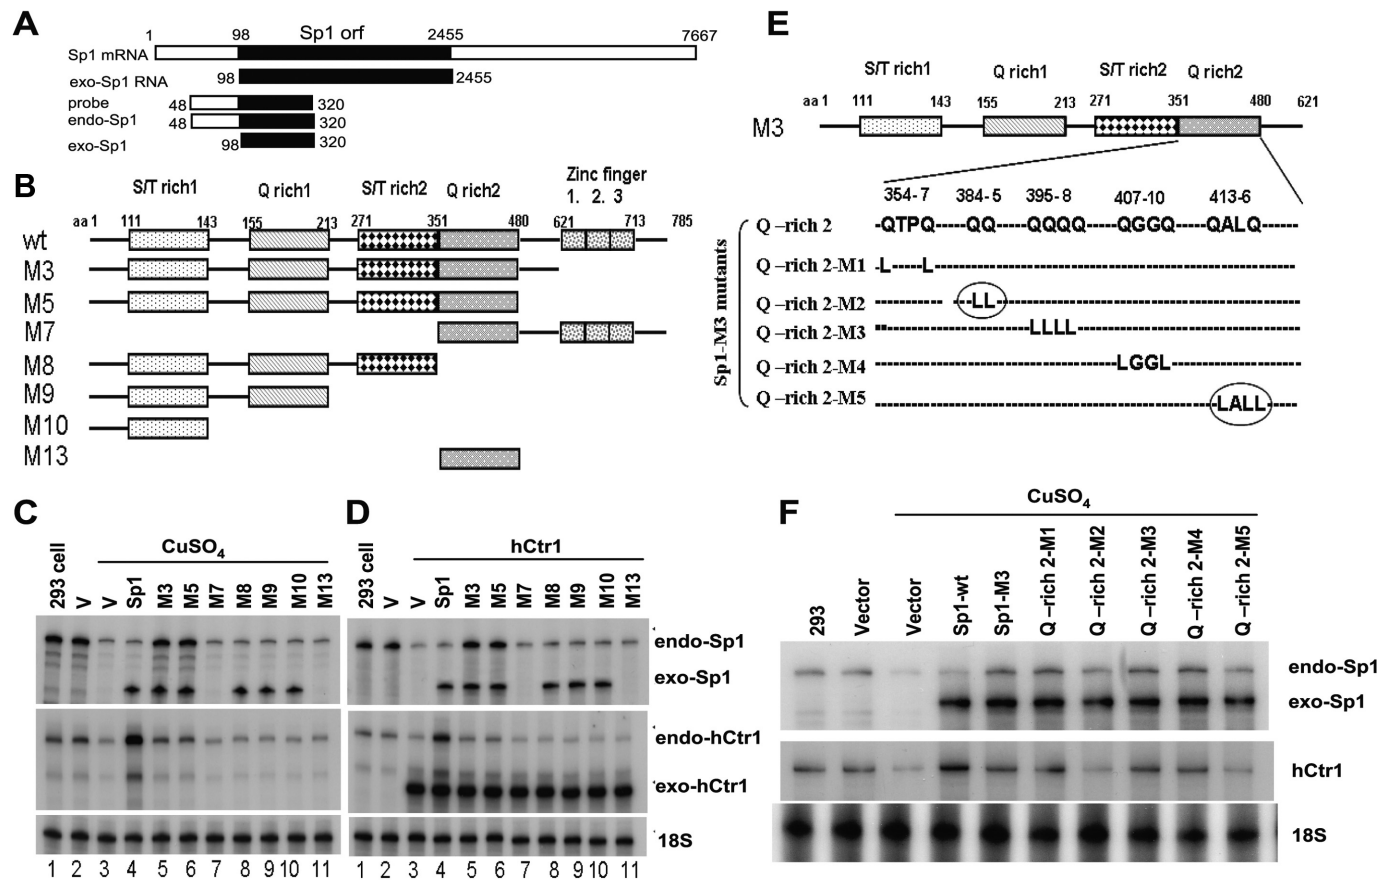 A
1 98 Sp1 orf 2455 7667
Sp1 mRNA
exo-Sp1 RNA 98 2455
probe 48 320
endo-Sp1 48 320
exo-Sp1 98 320
B
S/T rich1 Q rich1 S/T rich2 Q rich2 Zinc finger
1. 2. 3
aa 1 111 143 155 213 271 351 480 621 713 785
wt
M3
M5
M7
M8
M9
M10
M13
C
CuSO4
293 cell V V Sp1 M3 M5 M7 M8 M9 M10 M13
1 2 3 4 5 6 7 8 9 10 11
D
hCtr1
293 cell V V Sp1 M3 M5 M7 M8 M9 M10 M13
endo-Sp1
exo-Sp1
endo-hCtr1
exo-hCtr1
18S
1 2 3 4 5 6 7 8 9 10 11
E
S/T rich1 Q rich1 S/T rich2 Q rich2
aa 1 111 143 155 213 271 351 480 621
M3
354-7 384-5 395-8 407-10 413-6
Sp1-M3 mutants
Q –rich 2 QTPQ QQ QQQQ QGGQ QALQ
Q –rich 2-M1 L L
Q –rich 2-M2 LL
Q –rich 2-M3 LLLL
Q –rich 2-M4 LGGL
Q –rich 2-M5 LALL
F
CuSO4
293 Vector Vector Sp1-wt Sp1-M3 Q –rich 2-M1 Q –rich 2-M2 Q –rich 2-M3 Q –rich 2-M4 Q –rich 2-M5
endo-Sp1
exo-Sp1
hCtr1
18S